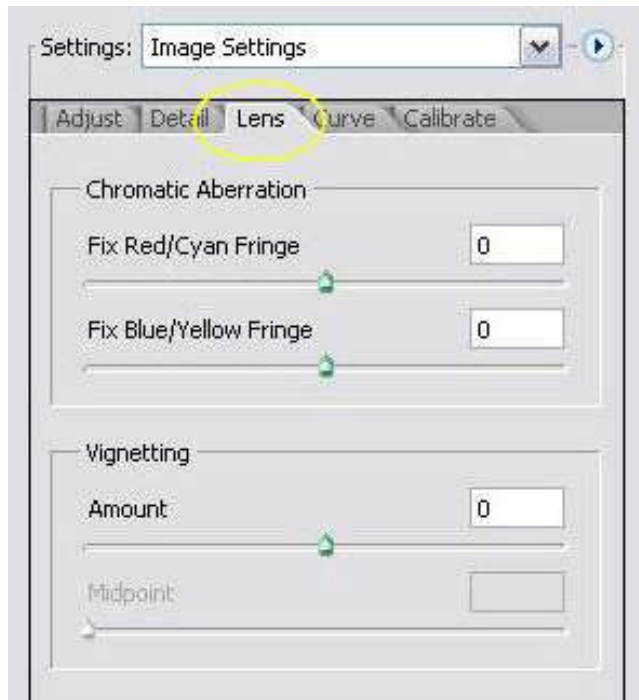 Settings: Image Settings
Adjust Detail Lens Curve Calibrate
Chromatic Aberration
Fix Red/Cyan Fringe 0
Fix Blue/Yellow Fringe 0
Vignetting
Amount 0
Midpoint